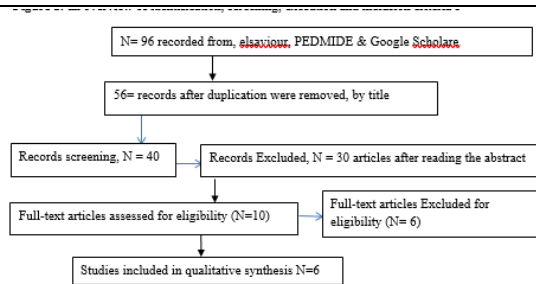 N= 96 recorded from, elsaviour, PEDMIDE & Google Scholare
56= records after duplication were removed, by title
Records screening, N = 40
Records Excluded, N = 30 articles after reading the abstract
Full-text articles assessed for eligibility (N=10)
Full-text articles Excluded for
eligibility (N= 6)
Studies included in qualitative synthesis N=6